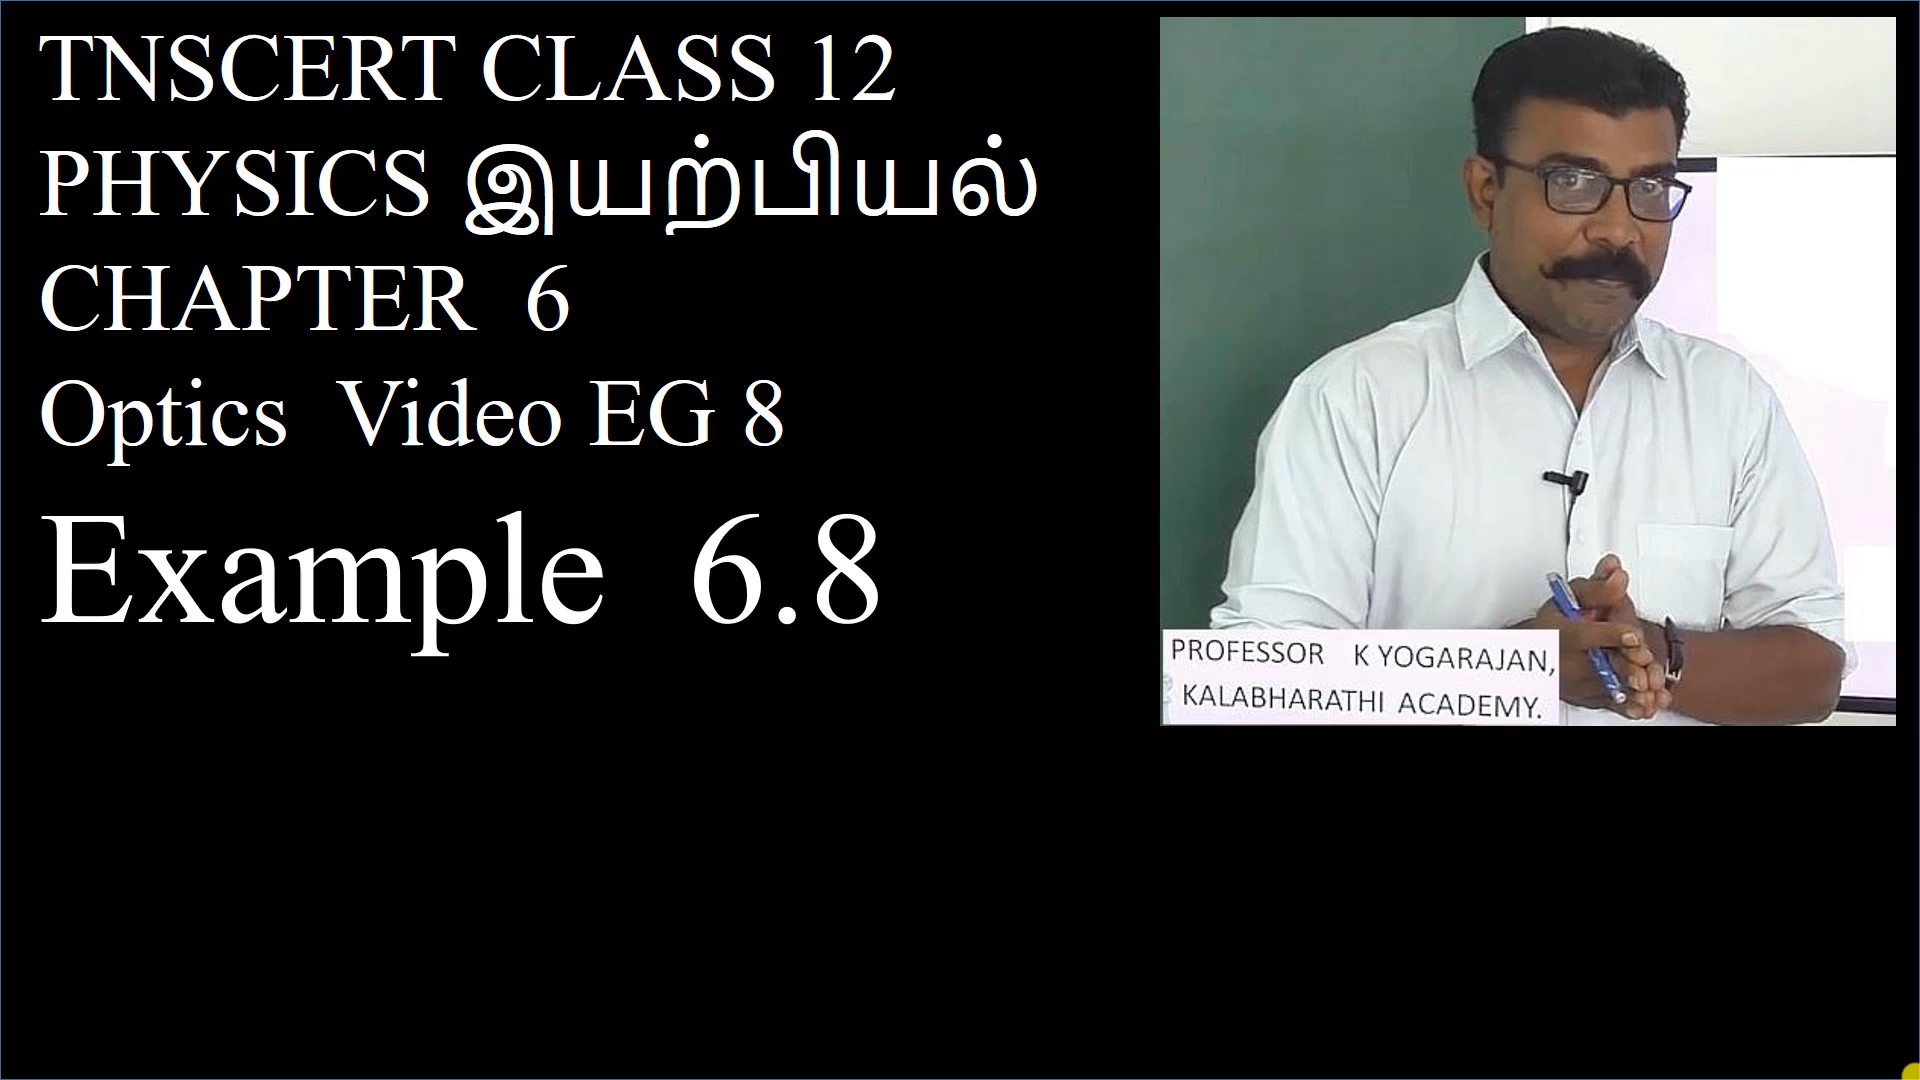 TNSCERT CLASS 12
PHYSICS இயற்பியல்
CHAPTER 6
Optics Video EG 8
Example 6.8
PROFESSOR K YOGARAJAN,
KALABHARATHI ACADEMY.